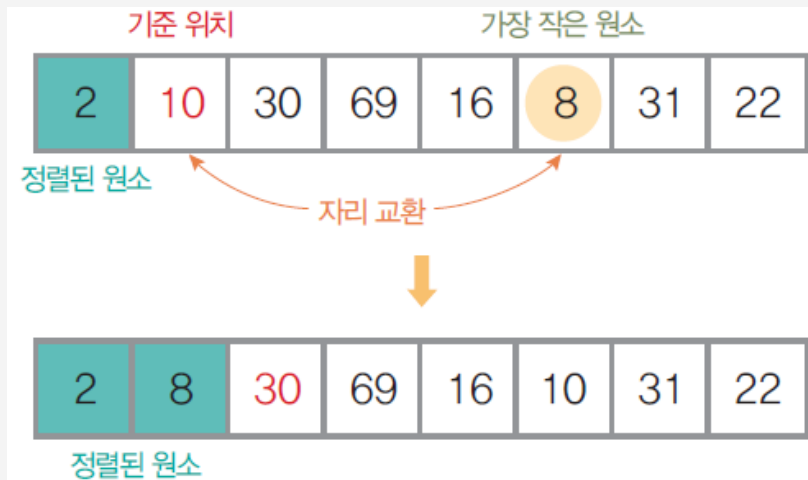 기준 위치 가장 작은 원소
2 10 30 69 16 8 31 22
정렬된 원소
자리 교환
2 8 30 69 16 10 31 22
정렬된 원소